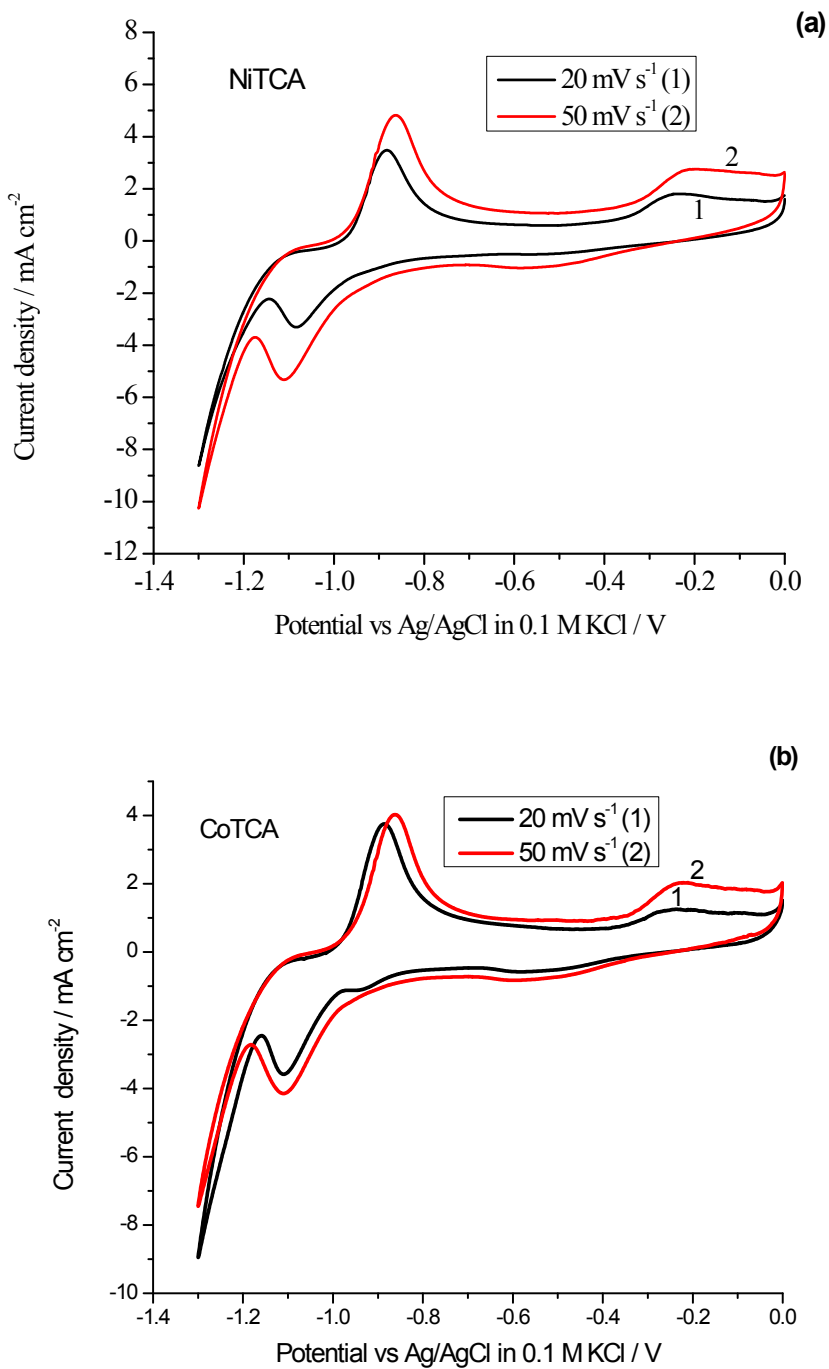 (a)
NiTCA
20 mV s⁻¹ (1)
50 mV s⁻¹ (2)
8
6
4
2
0
-2
-4
-6
-8
-10
-12
2
1
Current density / mA cm⁻²
-1.4 -1.2 -1.0 -0.8 -0.6 -0.4 -0.2 0.0
Potential vs Ag/AgCl in 0.1 M KCl / V
(b)
CoTCA
20 mV s⁻¹ (1)
50 mV s⁻¹ (2)
4
2
0
-2
-4
-6
-8
-10
2
1
Current density / mA cm⁻²
-1.4 -1.2 -1.0 -0.8 -0.6 -0.4 -0.2 0.0
Potential vs Ag/AgCl in 0.1 M KCl / V